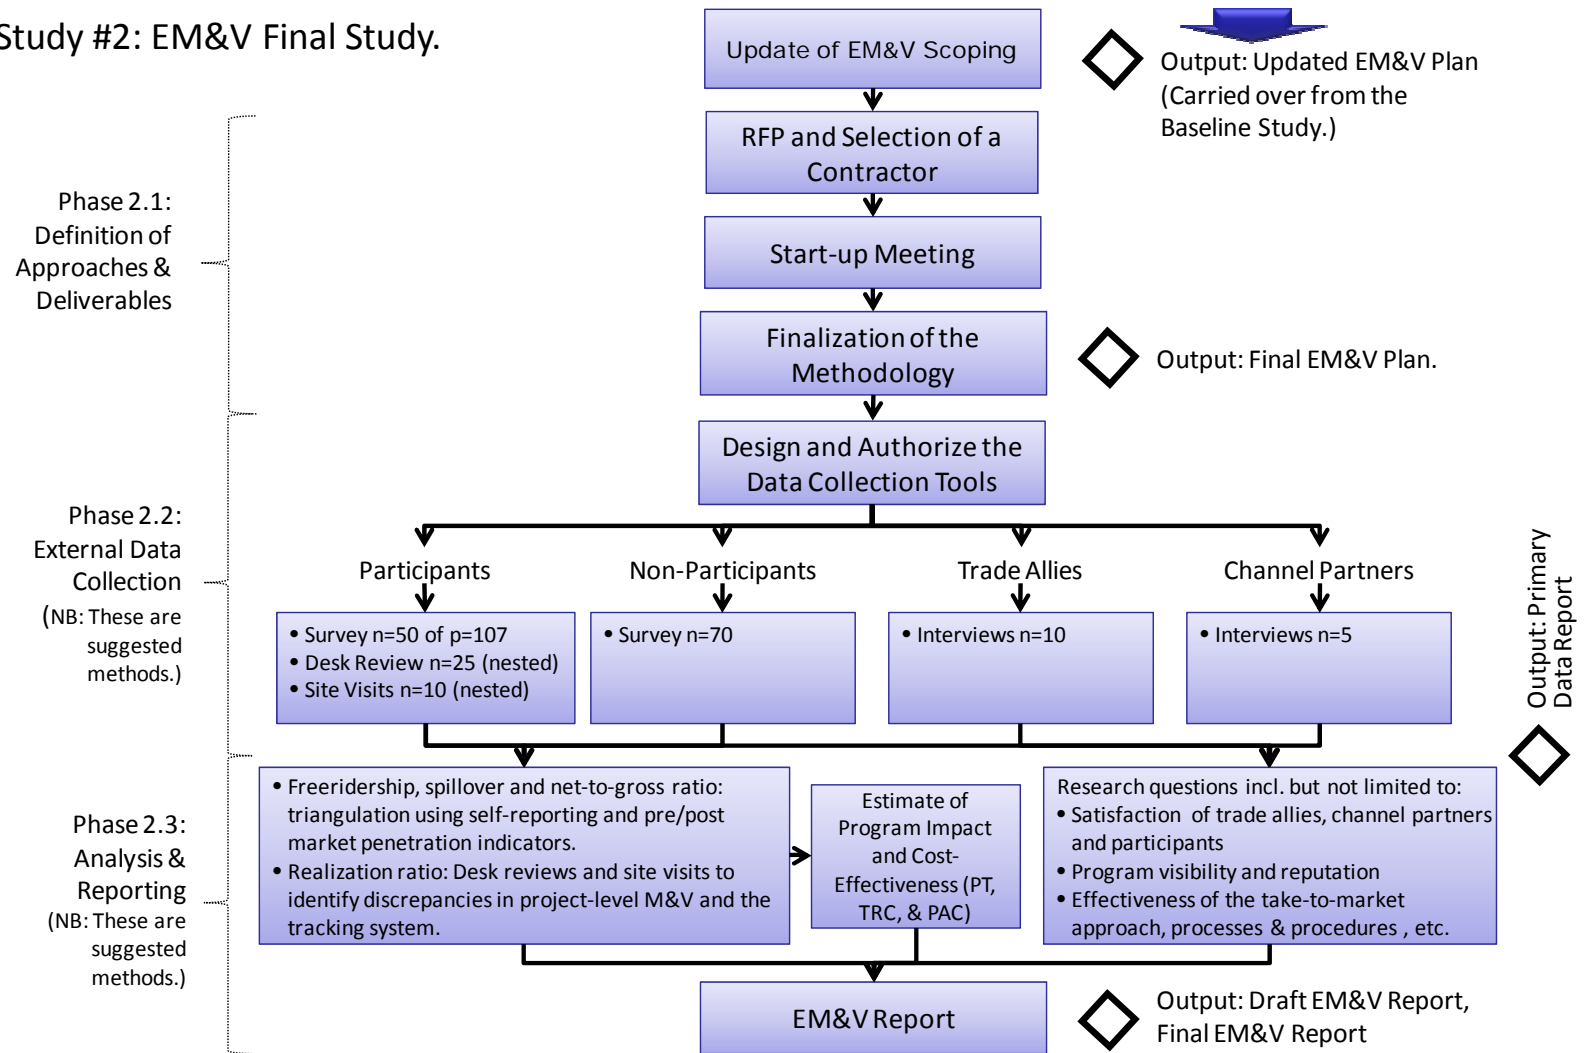 Study #2: EM&V Final Study.
Update of EM&V Scoping
Output: Updated EM&V Plan
(Carried over from the
Baseline Study.)
Phase 2.1:
Definition of
Approaches &
Deliverables
RFP and Selection of a
Contractor
Start-up Meeting
Finalization of the
Methodology
Output: Final EM&V Plan.
Phase 2.2:
External Data
Collection
(NB: These are
suggested
methods.)
Design and Authorize the
Data Collection Tools
Participants
• Survey n=50 of p=107
• Desk Review n=25 (nested)
• Site Visits n=10 (nested)
Non-Participants
• Survey n=70
Trade Allies
• Interviews n=10
Channel Partners
• Interviews n=5
Output: Primary
Data Report
Phase 2.3:
Analysis &
Reporting
(NB: These are
suggested
methods.)
• Freeridership, spillover and net-to-gross ratio:
triangulation using self-reporting and pre/post
market penetration indicators.
• Realization ratio: Desk reviews and site visits to
identify discrepancies in project-level M&V and the
tracking system.
Estimate of
Program Impact
and Cost-
Effectiveness (PT,
TRC, & PAC)
Research questions incl. but not limited to:
• Satisfaction of trade allies, channel partners
and participants
• Program visibility and reputation
• Effectiveness of the take-to-market
approach, processes & procedures , etc.
EM&V Report
Output: Draft EM&V Report,
Final EM&V Report